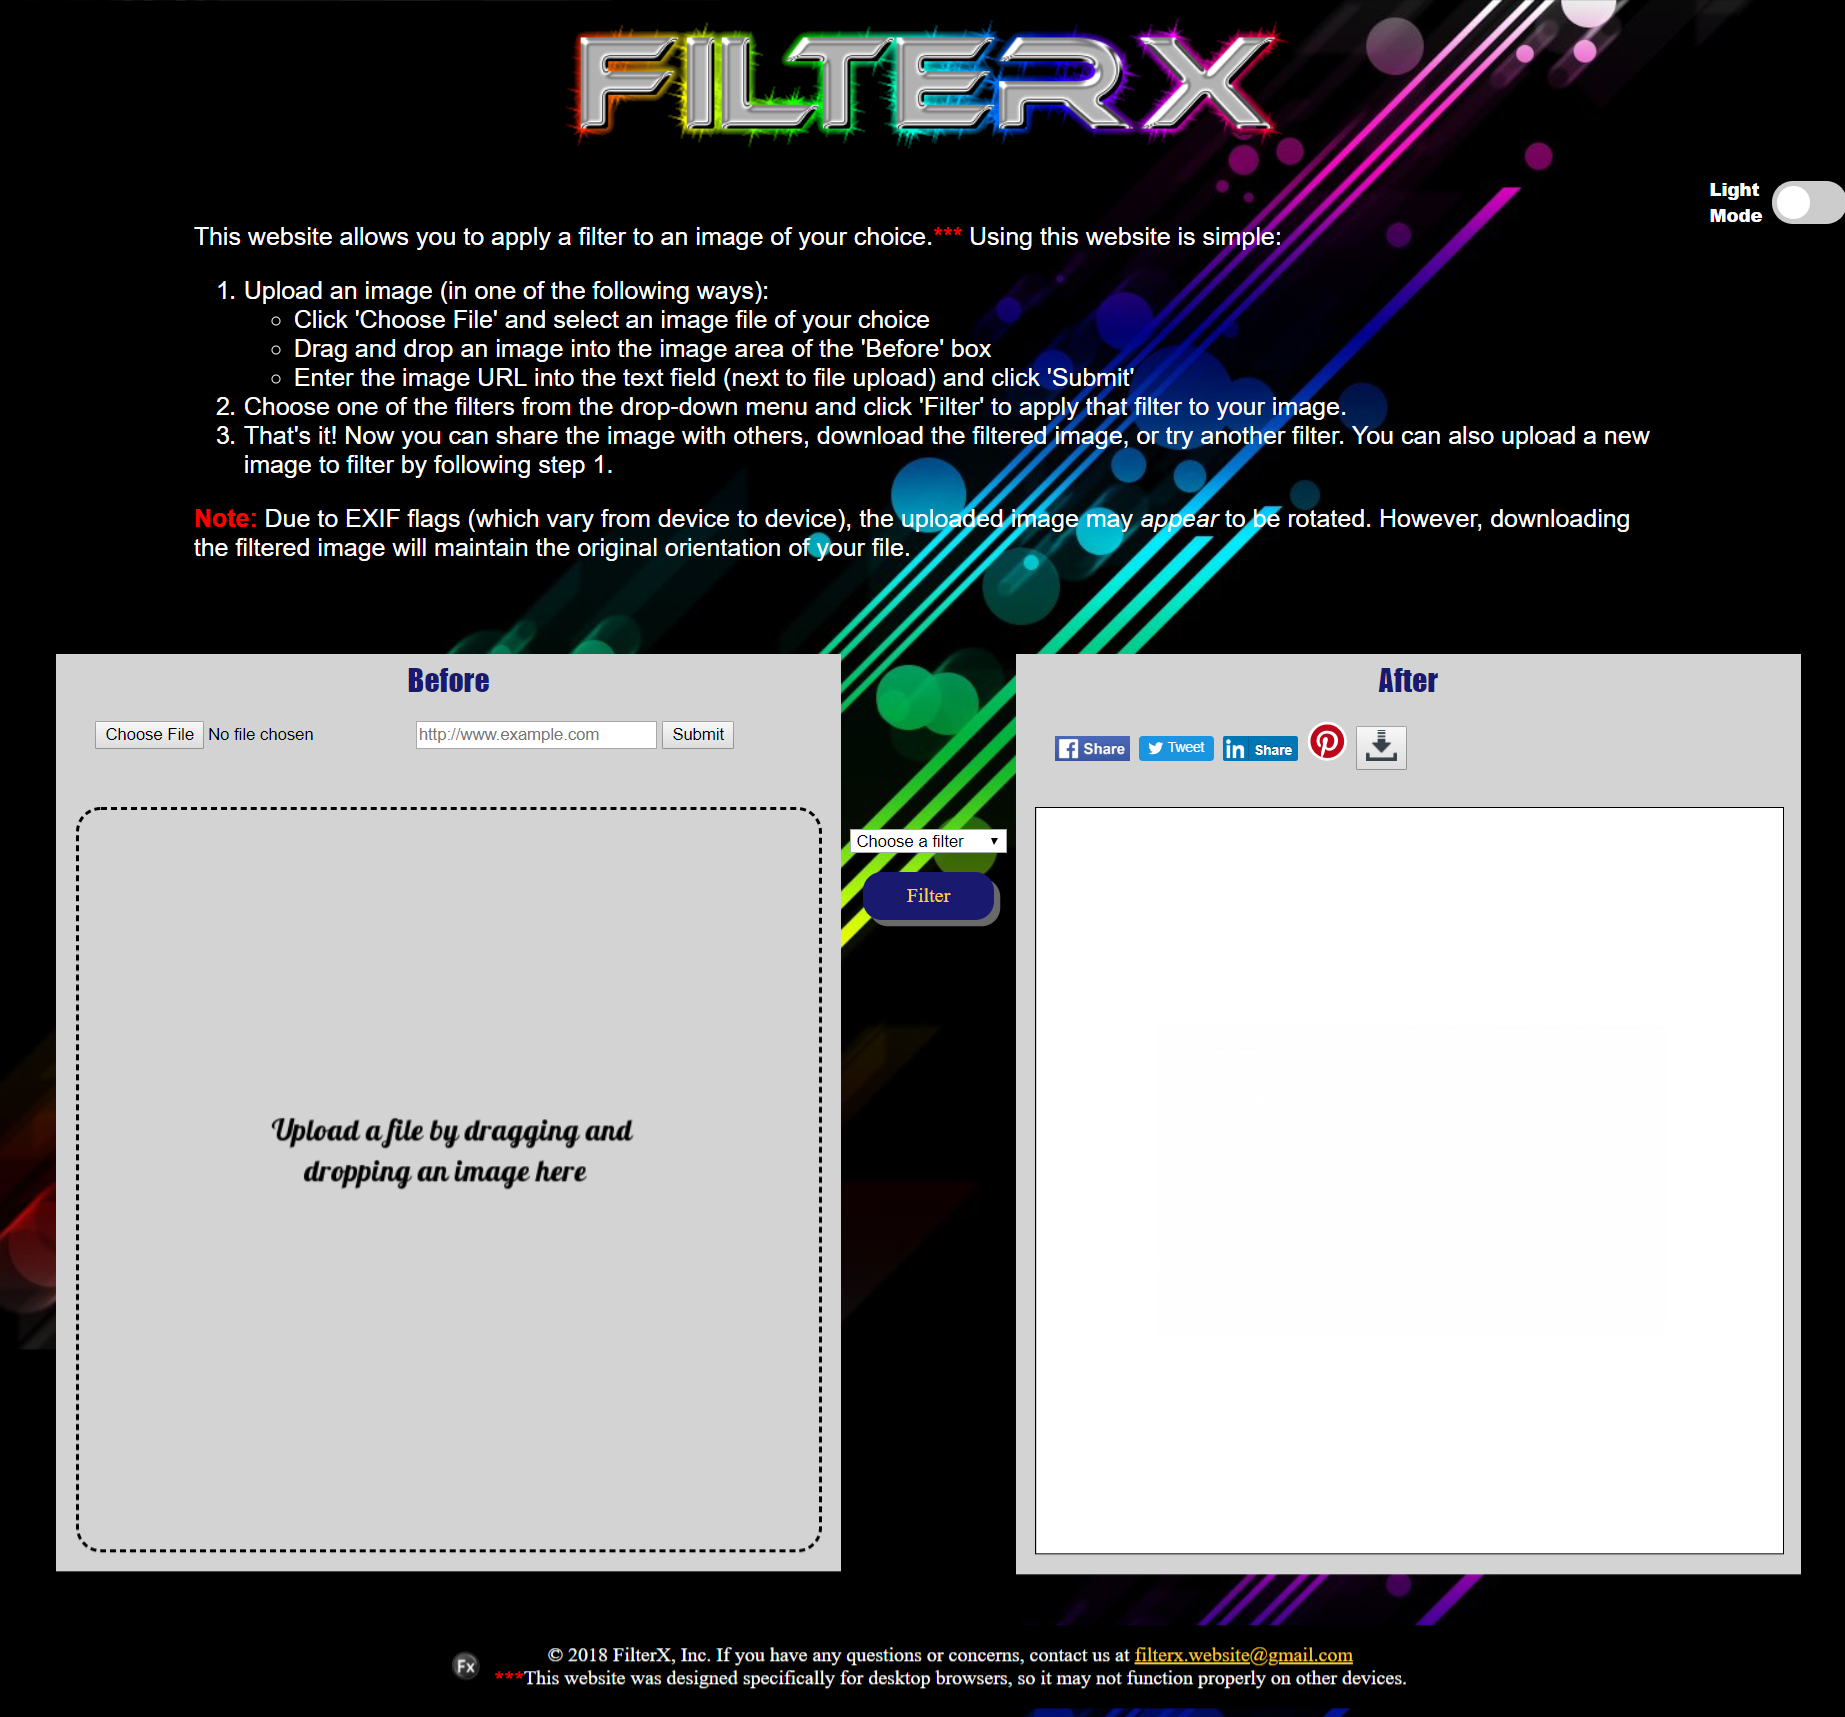 FILTERX
Light
Mode
This website allows you to apply a filter to an image of your choice.*** Using this website is simple:
1. Upload an image (in one of the following ways):
○ Click 'Choose File' and select an image file of your choice
○ Drag and drop an image into the image area of the 'Before' box
○ Enter the image URL into the text field (next to file upload) and click 'Submit'
2. Choose one of the filters from the drop-down menu and click 'Filter' to apply that filter to your image.
3. That's it! Now you can share the image with others, download the filtered image, or try another filter. You can also upload a new
image to filter by following step 1.
Note: Due to EXIF flags (which vary from device to device), the uploaded image may appear to be rotated. However, downloading
the filtered image will maintain the original orientation of your file.
Before
Choose File No file chosen http://www.example.com Submit
Upload a file by dragging and
dropping an image here
Choose a filter
Filter
After
Share Tweet in Share
Fx
© 2018 FilterX, Inc. If you have any questions or concerns, contact us at filterx.website@gmail.com
***This website was designed specifically for desktop browsers, so it may not function properly on other devices.